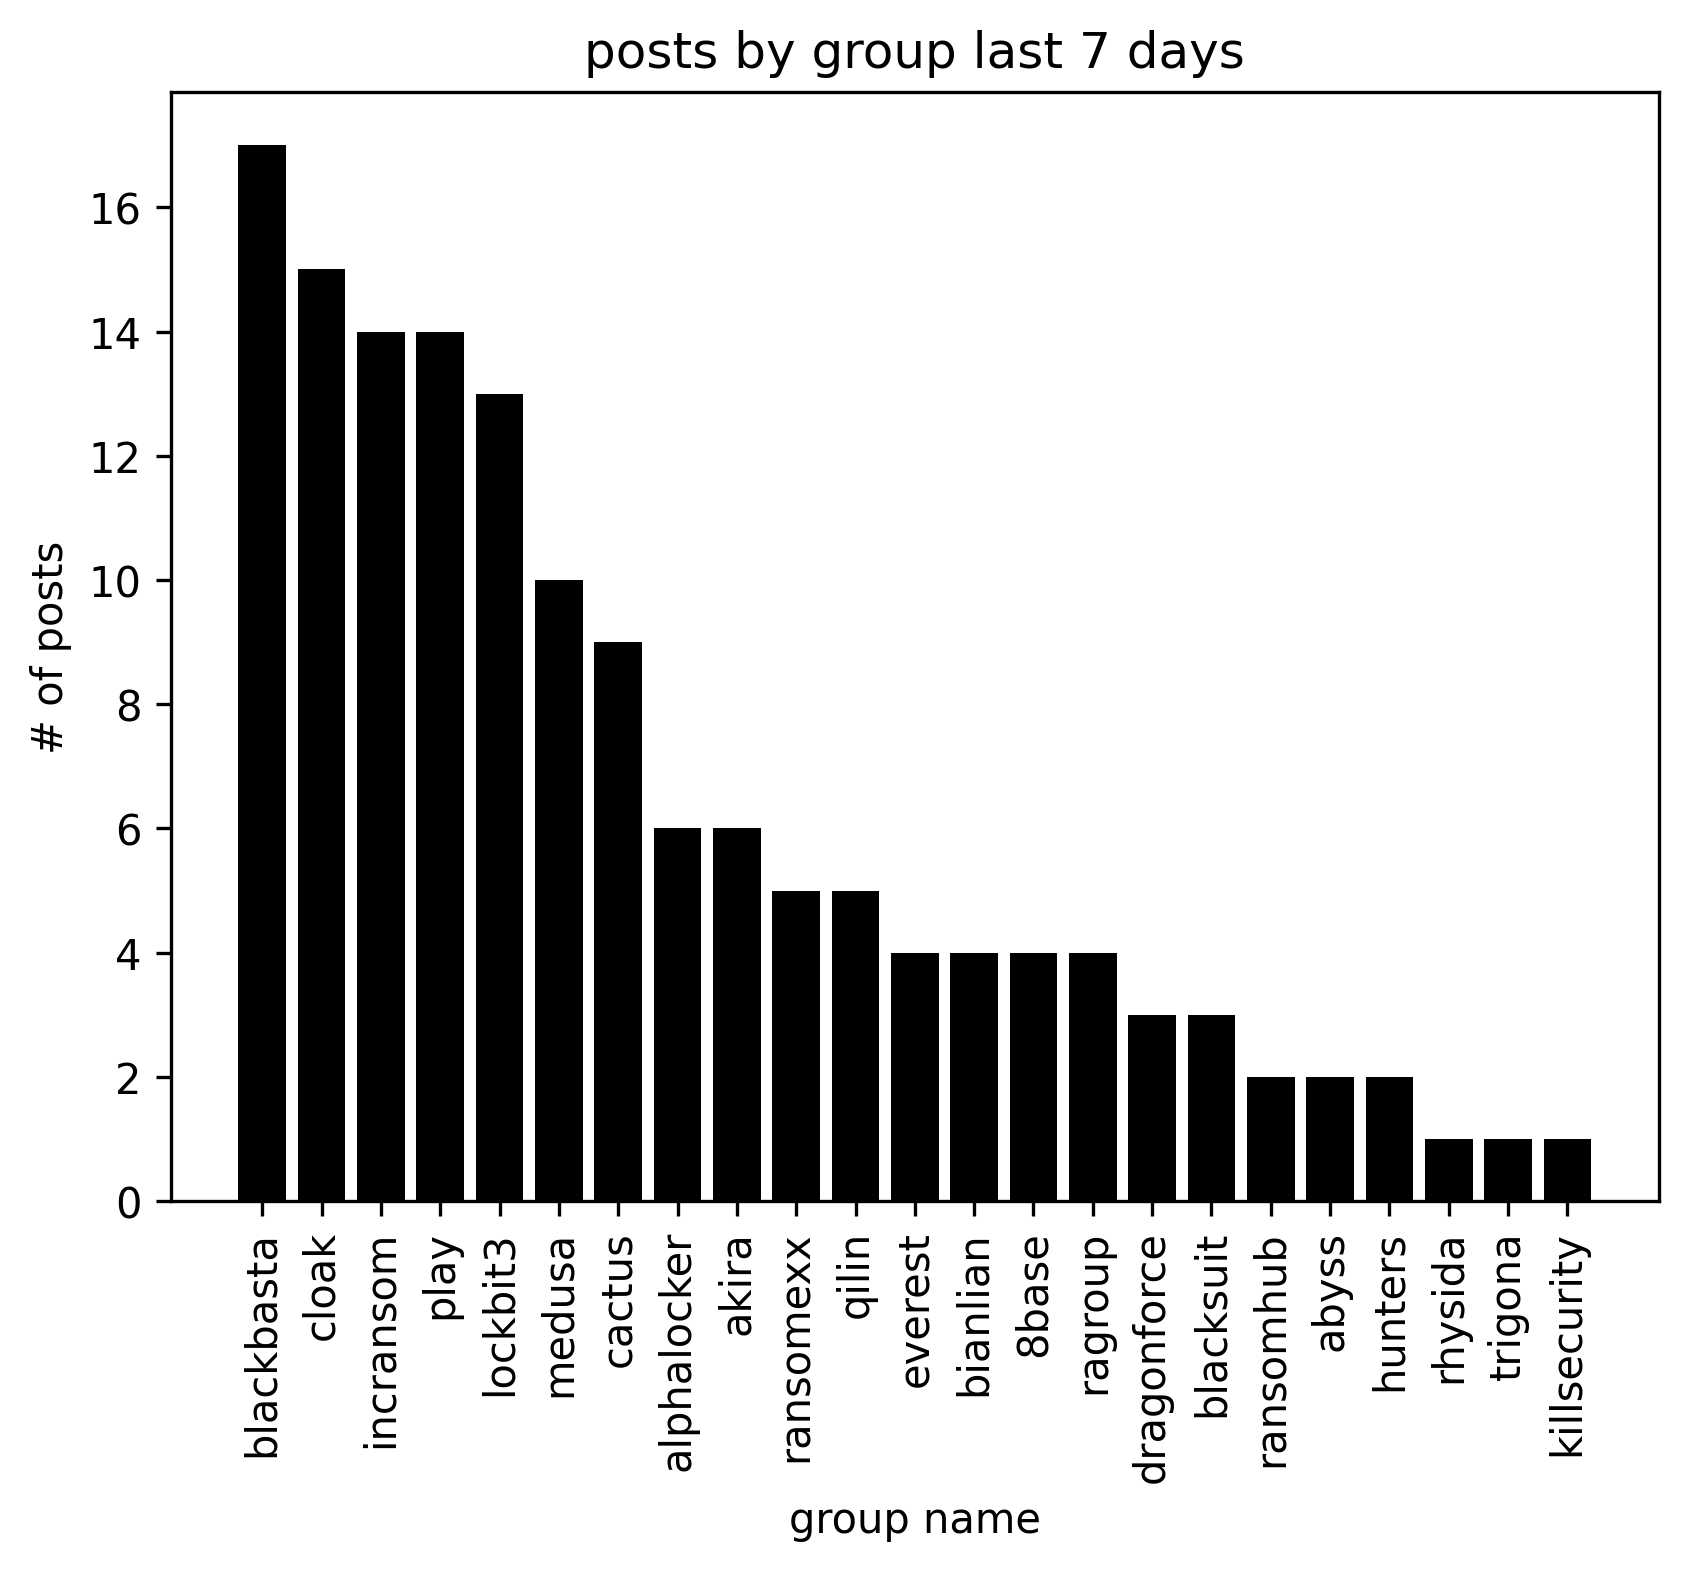 posts by group last 7 days
# of posts
16
14
12
10
8
6
4
2
0
blackbasta
cloak
incransom
play
lockbit3
medusa
cactus
alphalocker
akira
ransomexx
qilin
everest
bianlian
8base
ragroup
dragonforce
blacksuit
ransomhub
abyss
hunters
rhysida
trigona
killsecurity
group name